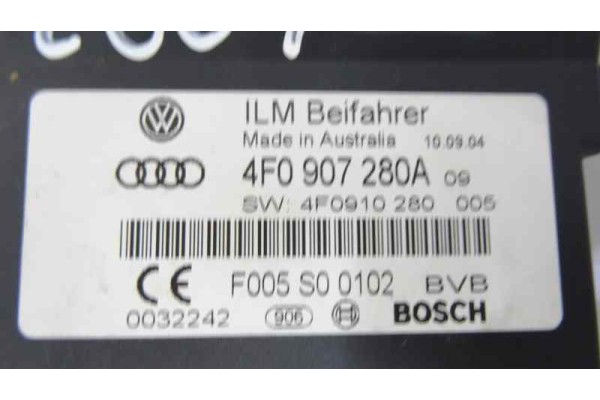 ILM Beifahrer
Made in Australia 10.09.04
4F0 907 280A 09
SW: 4F0910 280 005
F005 S0 0102 BVB
CE
0032242 906 BOSCH